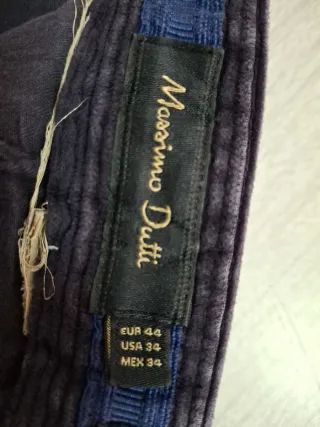 Massimo Dutti
EUR 44
USA 34
MEX 34